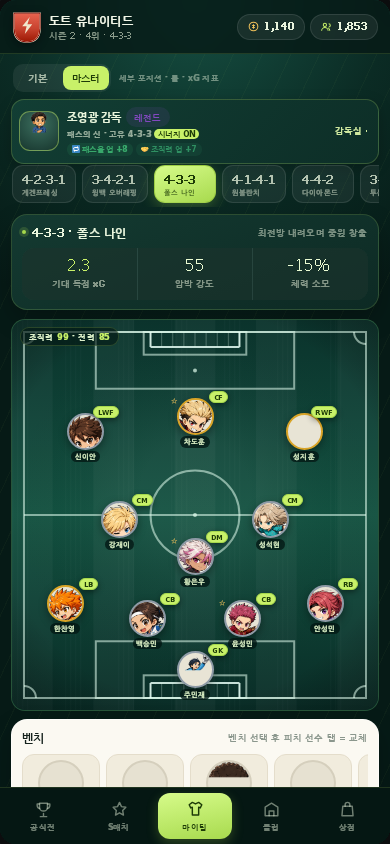 도트 유나이티드
시즌 2 · 4위 · 4-3-3
1,140
1,853
기본
마스터
세부 포지션 · 롤 · xG 지표
조영광 감독
레전드
패스의 신 · 고유 4-3-3 시너지 ON
패스율 업 +8
조직력 업 +7
감독실 ·
4-2-3-1
게겐프레싱
3-4-2-1
윙백 오버래핑
4-3-3
폴스 나인
4-1-4-1
원볼란치
4-4-2
다이아몬드
4-3-3 · 폴스 나인
최전방 내려오며 중원 창출
2.3
기대 득점 xG
55
압박 강도
-15%
체력 소모
조직력 99 · 전력 85
LWF
신이안
CF
차도훈
RWF
성지훈
CM
강재이
CM
성석현
DM
황은우
LB
한찬영
CB
백승민
CB
윤성민
RB
안성민
GK
주민재
벤치
벤치 선택 후 피치 선수 탭 = 교체
공식전
5매치
마이팀
클럽
상점